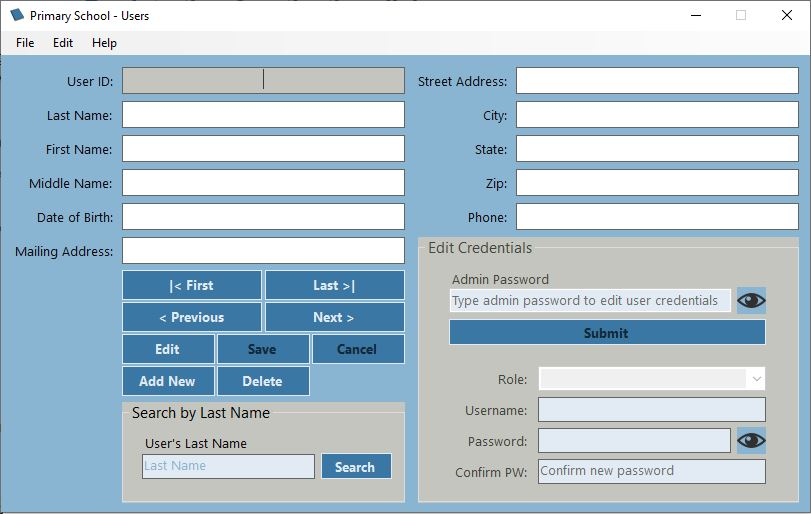 Primary School - Users
File Edit Help
User ID:
Last Name:
First Name:
Middle Name:
Date of Birth:
Mailing Address:
Street Address:
City:
State:
Zip:
Phone:
|< First Last >|
< Previous Next >
Edit Save Cancel
Add New Delete
Search by Last Name
User's Last Name
Last Name Search
Edit Credentials
Admin Password
Type admin password to edit user credentials
Submit
Role:
Username:
Password:
Confirm PW: Confirm new password